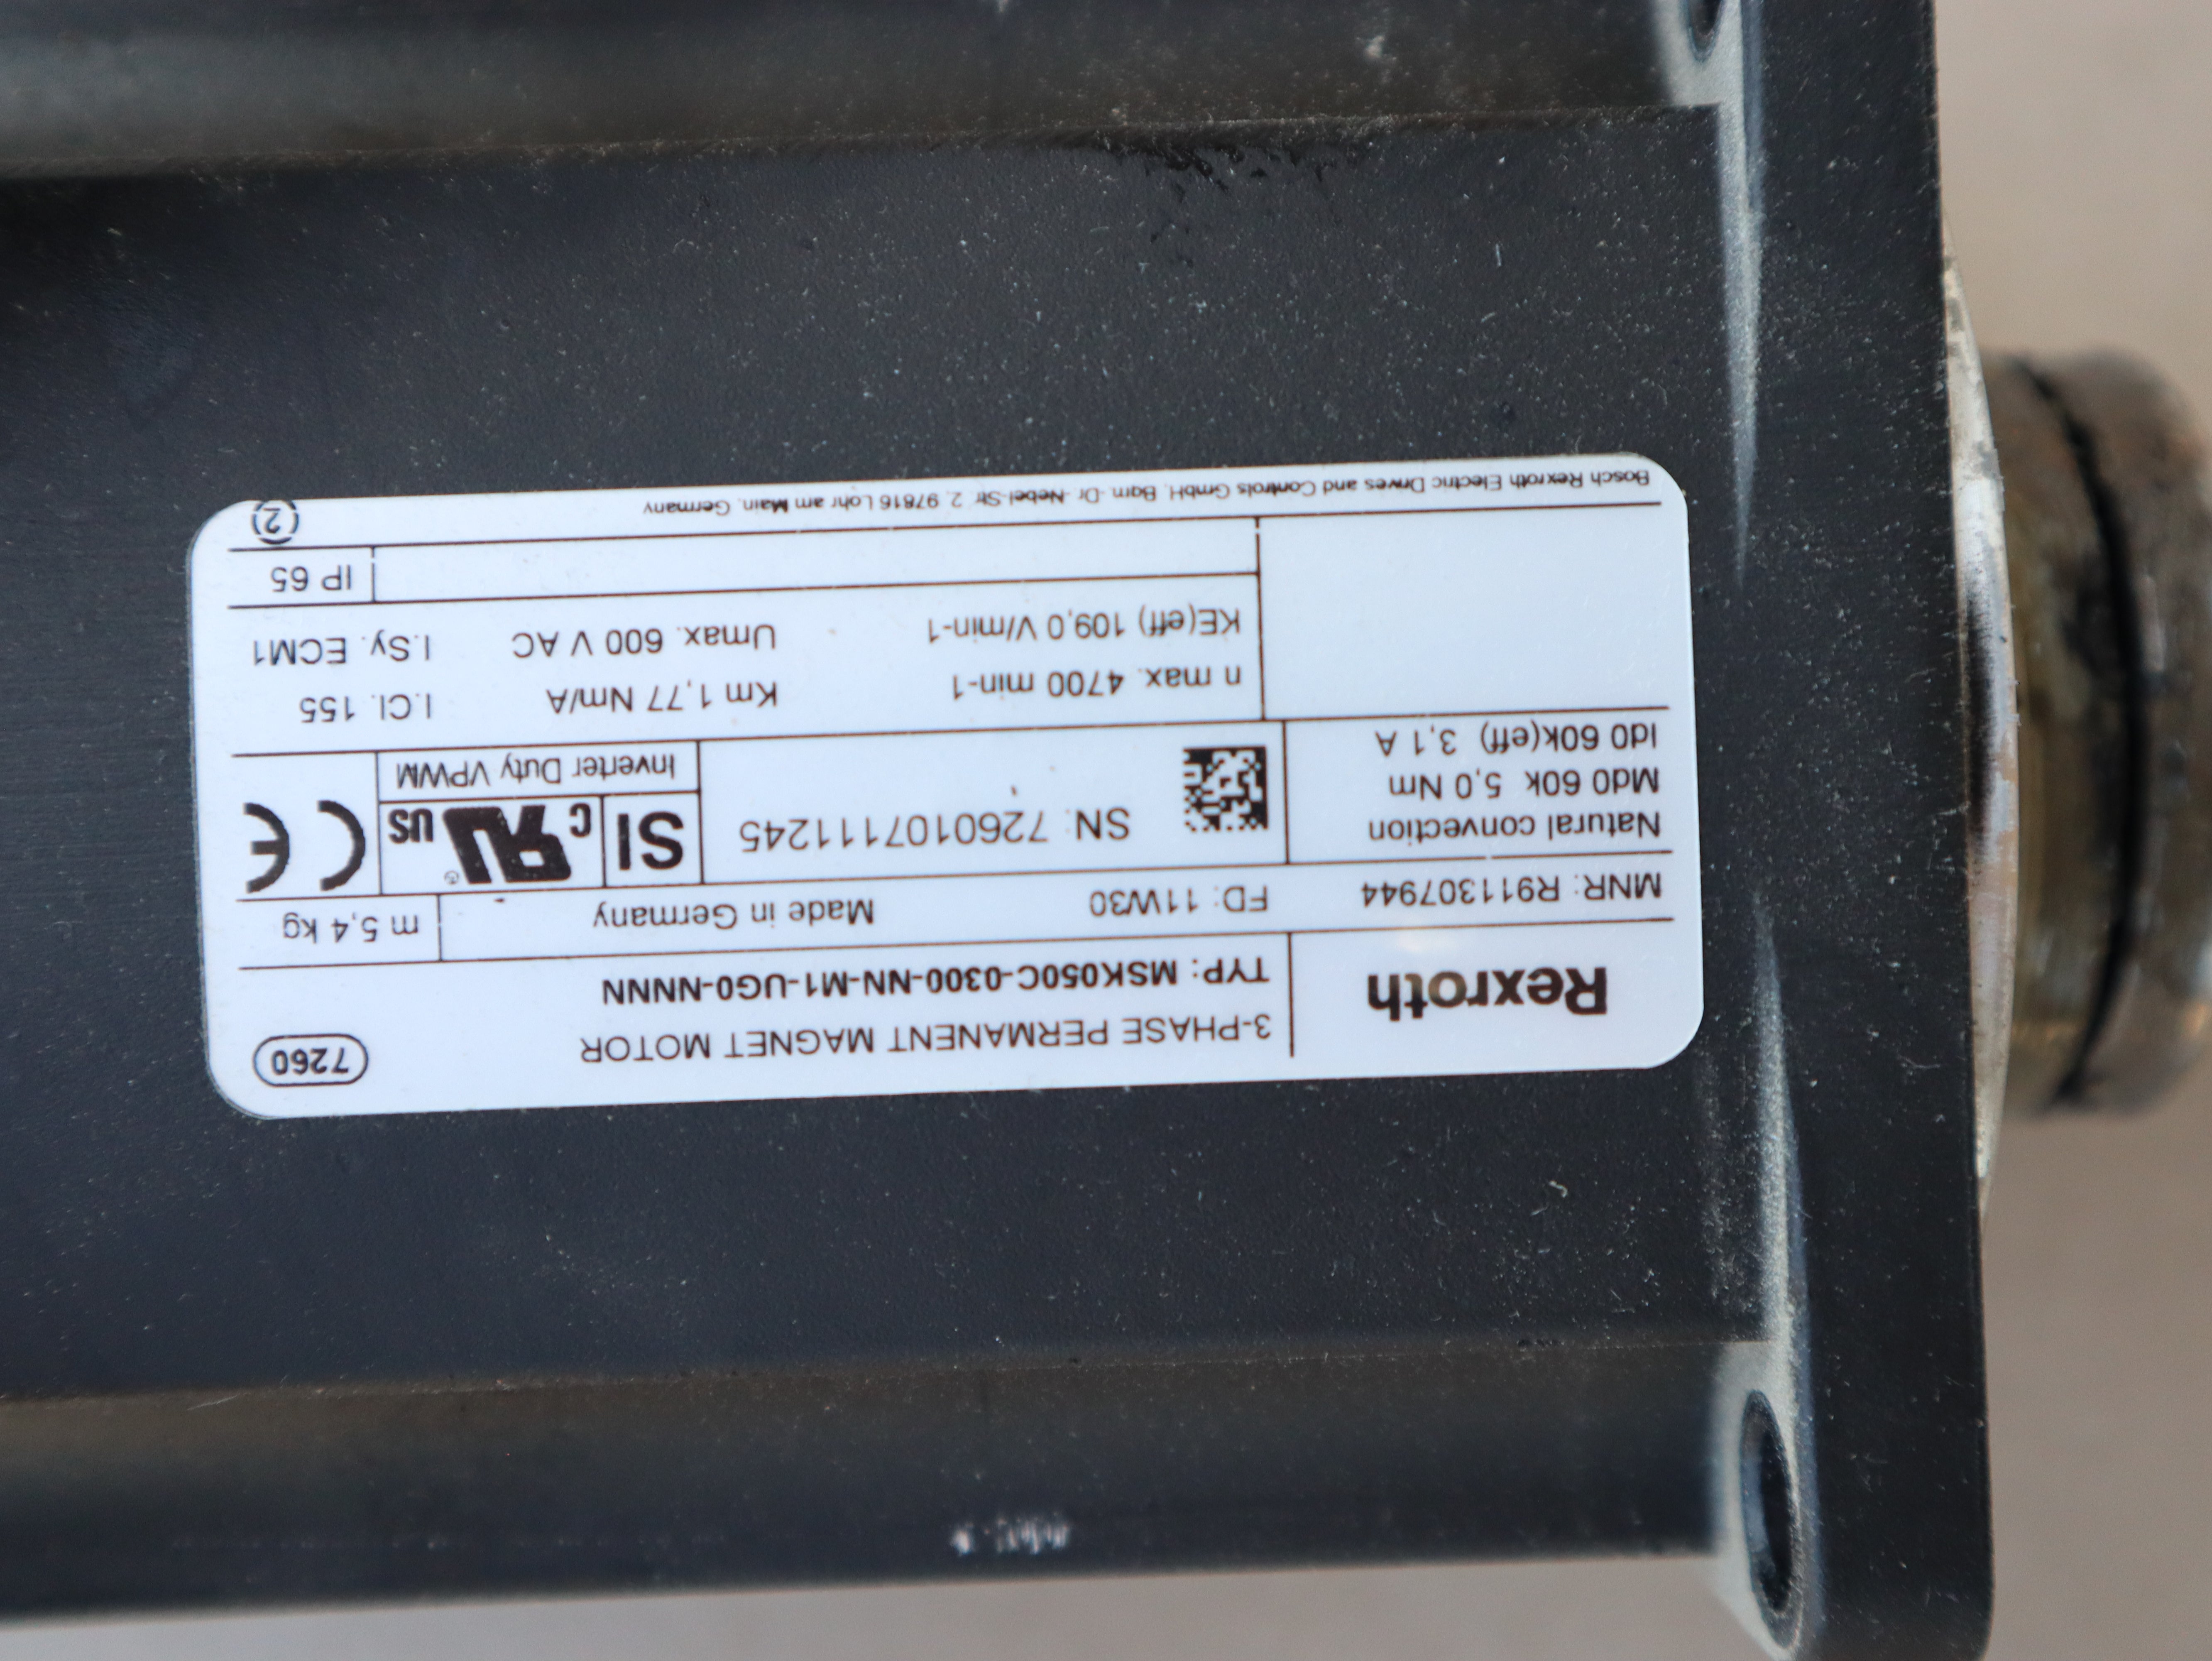 Rexroth
3-PHASE PERMANENT MAGNET MOTOR
7260
TYP: MSK050C-0300-NN-M1-UG0-NNNN
MNR: R911307944 FD: 11W30 Made in Germany m 5,4 kg
Natural convection
Md0 60k 5,0 Nm
Id0 60k(eff) 3,1 A
SN: 7260107111245
SI
c UR US
Inverter Duty VPWM
CE
n max. 4700 min-1 Km 1,77 Nm/A I.Cl. 155
KE(eff) 109,0 V/min-1 Umax. 600 V AC I.Sy. ECM1
IP 65
Bosch Rexroth Electric Drives and Controls GmbH, Bgm.-Dr.-Nebel-Str. 2, 97816 Lohr am Main, Germany
(2)